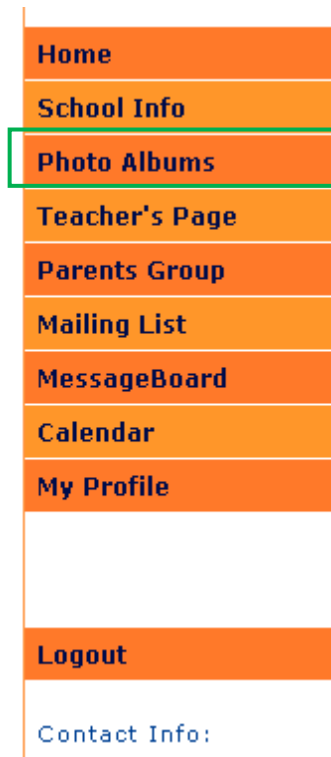 Home
School Info
Photo Albums
Teacher's Page
Parents Group
Mailing List
MessageBoard
Calendar
My Profile
Logout
Contact Info: